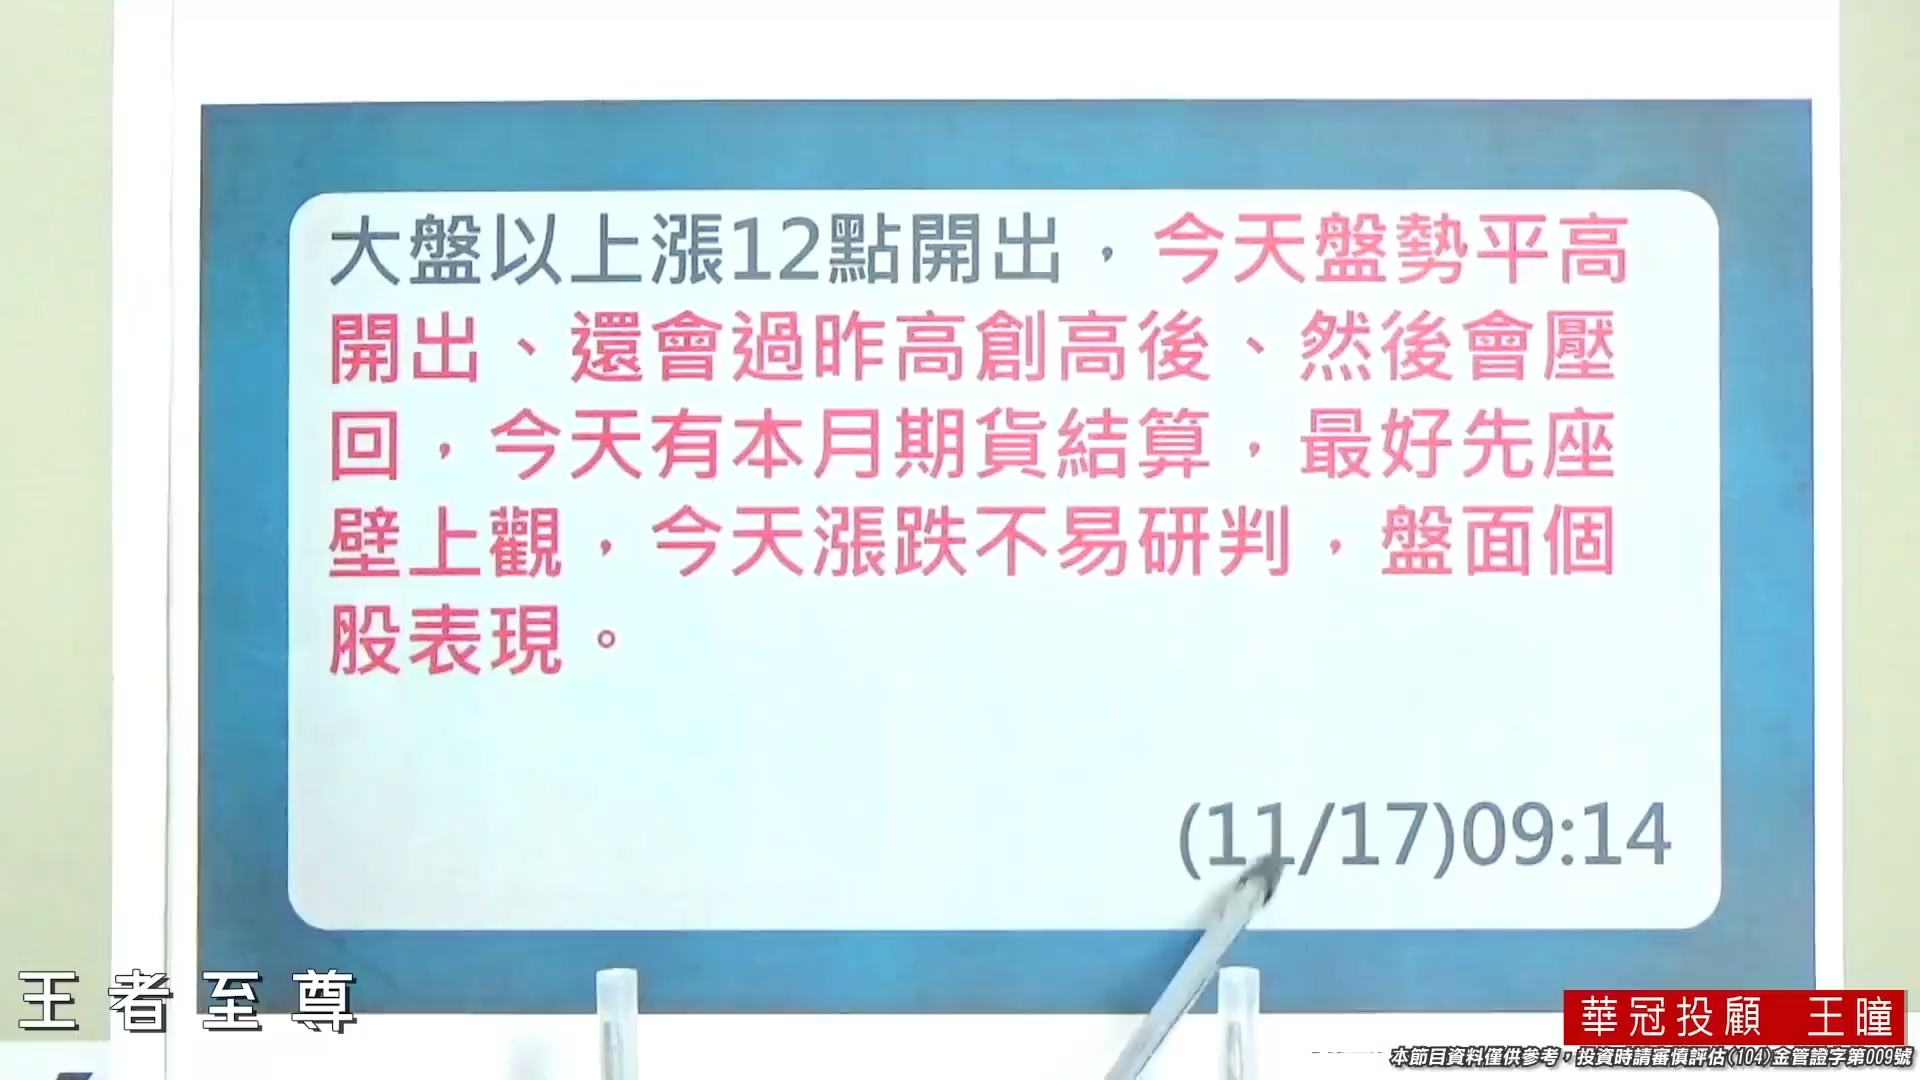 大盤以上漲12點開出，今天盤勢平高
開出、還會過昨高創高後、然後會壓
回，今天有本月期貨結算，最好先座
壁上觀，今天漲跌不易研判，盤面個
股表現。
(11/17)09:14
王者至尊
華冠投顧 王瞳
本節目資料僅供參考，投資時請審慎評估(104)金管證字第009號